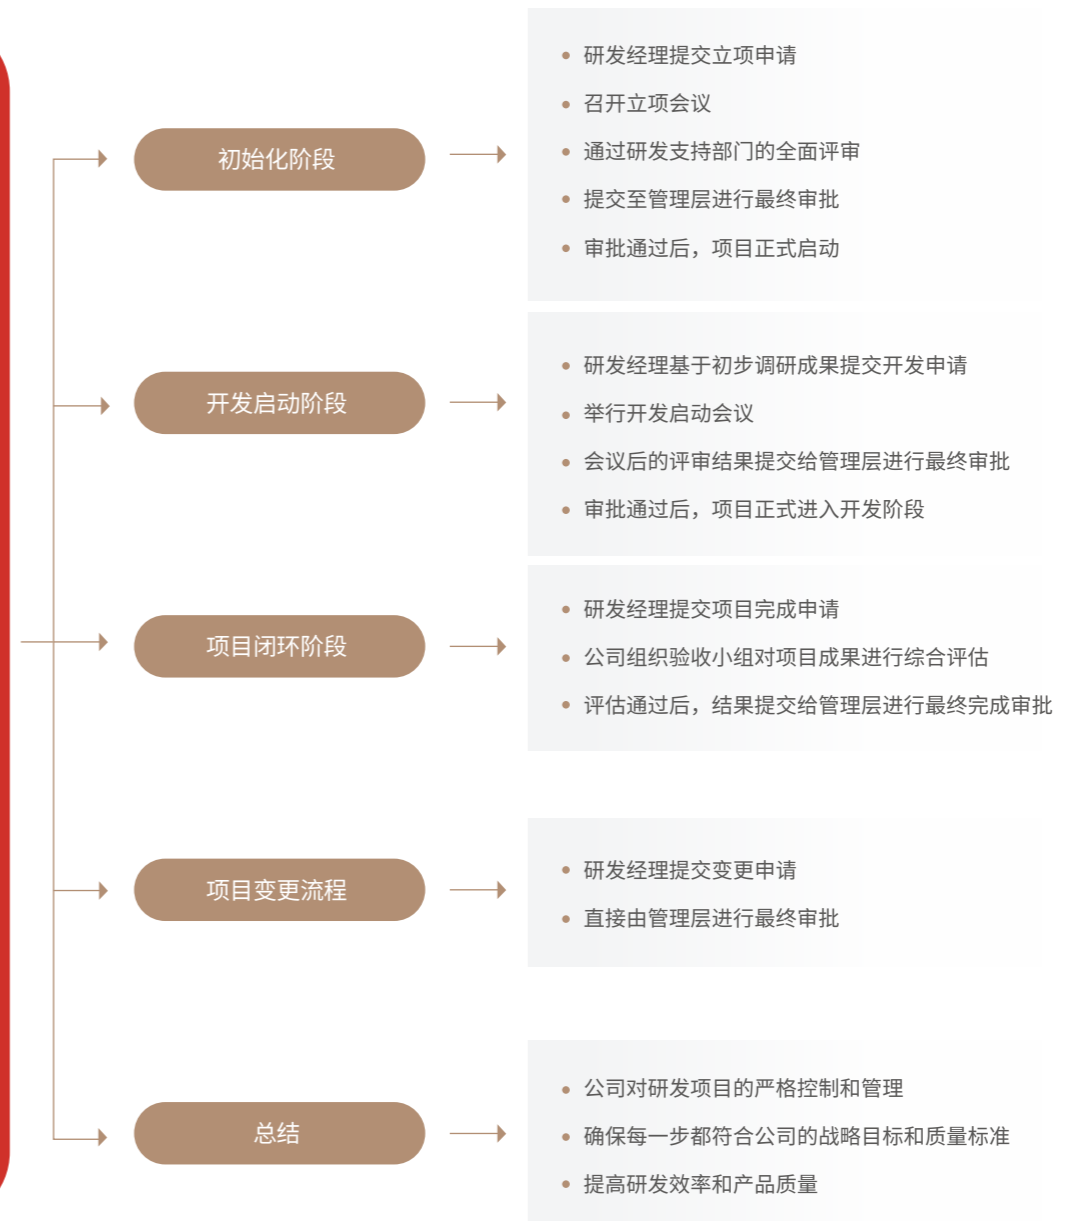 初始化阶段
研发经理提交立项申请
召开立项会议
通过研发支持部门的全面评审
提交至管理层进行最终审批
审批通过后，项目正式启动
开发启动阶段
研发经理基于初步调研成果提交开发申请
举行开发启动会议
会议后的评审结果提交给管理层进行最终审批
审批通过后，项目正式进入开发阶段
项目闭环阶段
研发经理提交项目完成申请
公司组织验收小组对项目成果进行综合评估
评估通过后，结果提交给管理层进行最终完成审批
项目变更流程
研发经理提交变更申请
直接由管理层进行最终审批
总结
公司对研发项目的严格控制和管理
确保每一步都符合公司的战略目标和质量标准
提高研发效率和产品质量